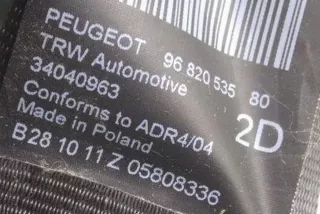 PEUGEOT 96 820 535 80
TRW Automotive
34040963
Conforms to ADR4/04 2D
Made in Poland
B28 10 11 Z 05808336